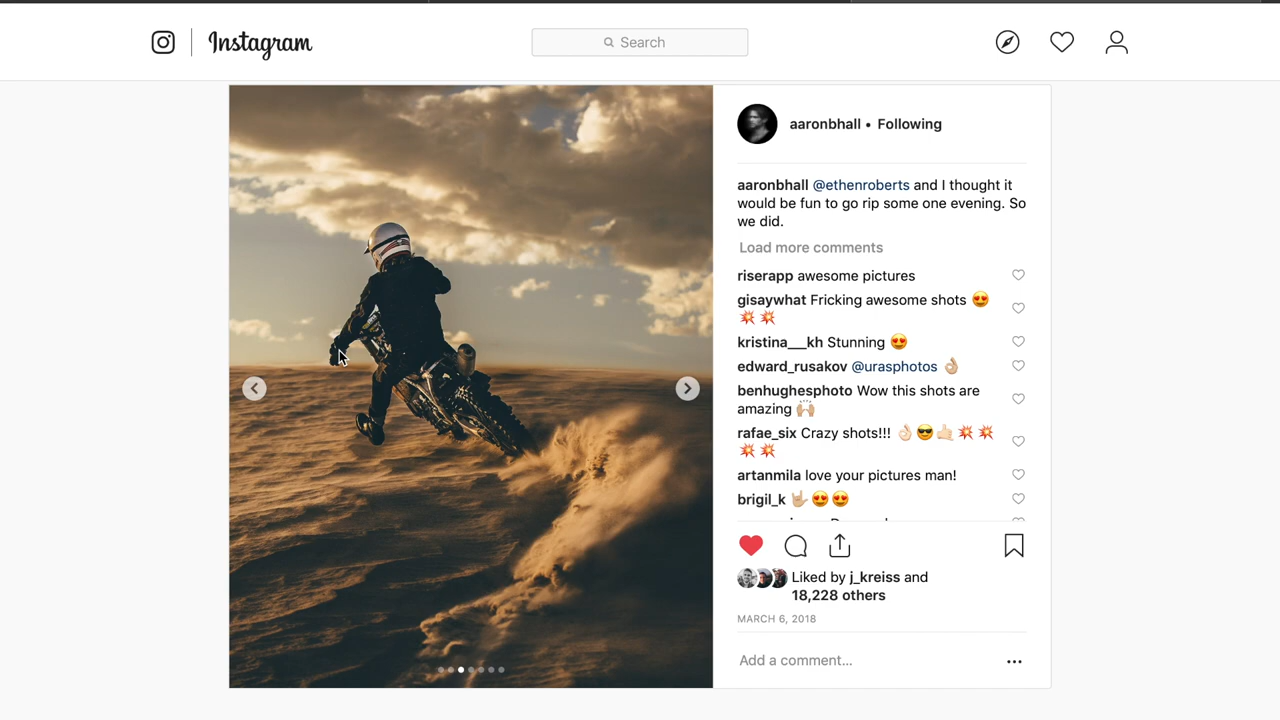 Instagram
Search
aaronbhall • Following
aaronbhall @ethenroberts and I thought it
would be fun to go rip some one evening. So
we did.
Load more comments
riserapp awesome pictures
gisaywhat Fricking awesome shots 😍
💥💥
kristina__kh Stunning 😍
edward_rusakov @urasphotos 👌🏼
benhughesphoto Wow this shots are
amazing 🙌🏼
rafae_six Crazy shots!!! 👌🏻😎🤙🏻💥💥
💥💥
artanmila love your pictures man!
brigil_k 🤟🏼😍😍
Liked by j_kreiss and
18,228 others
MARCH 6, 2018
Add a comment...